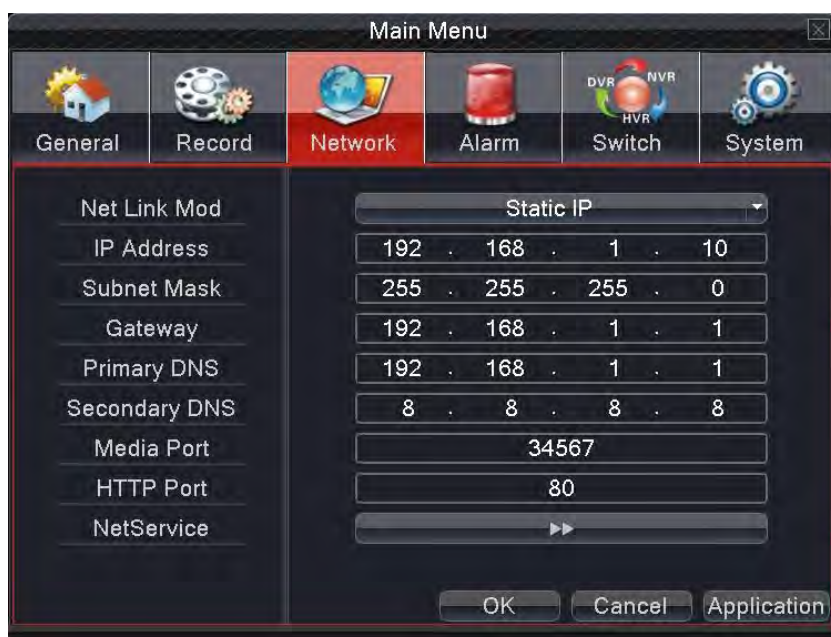 Main Menu
DVR NVR
HVR
General Record Network Alarm Switch System
Net Link Mod Static IP
IP Address 192 . 168 . 1 . 10
Subnet Mask 255 . 255 . 255 . 0
Gateway 192 . 168 . 1 . 1
Primary DNS 192 . 168 . 1 . 1
Secondary DNS 8 . 8 . 8 . 8
Media Port 34567
HTTP Port 80
NetService
OK Cancel Application